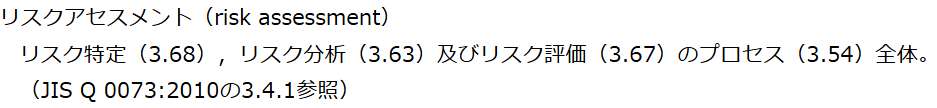 リスクアセスメント（risk assessment）
リスク特定（3.68），リスク分析（3.63）及びリスク評価（3.67）のプロセス（3.54）全体。
（JIS Q 0073:2010の3.4.1参照）